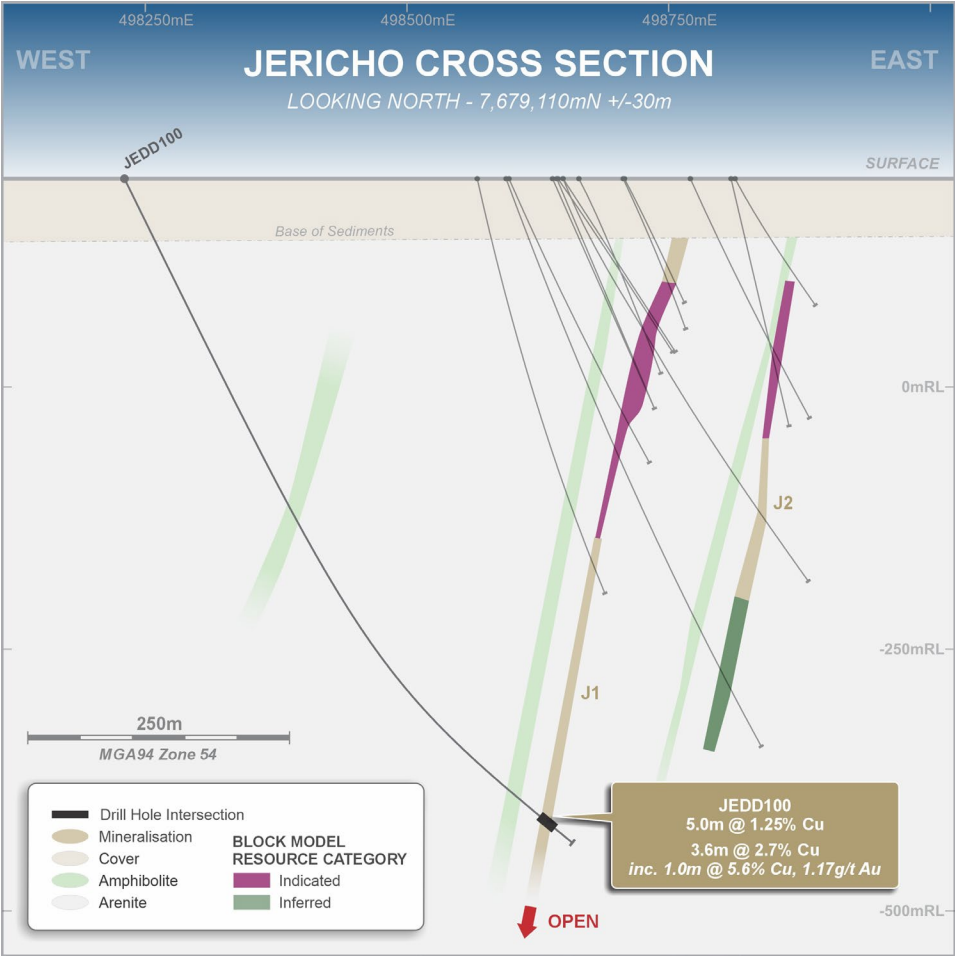 498250mE
498500mE
498750mE
WEST
JERICHO CROSS SECTION
EAST
LOOKING NORTH - 7,679,110mN +/-30m
JEDD100
SURFACE
Base of Sediments
0mRL
J2
-250mRL
J1
250m
MGA94 Zone 54
Drill Hole Intersection
Mineralisation
Cover
Amphibolite
Arenite
BLOCK MODEL
RESOURCE CATEGORY
Indicated
Inferred
JEDD100
5.0m @ 1.25% Cu
3.6m @ 2.7% Cu
inc. 1.0m @ 5.6% Cu, 1.17g/t Au
OPEN
-500mRL